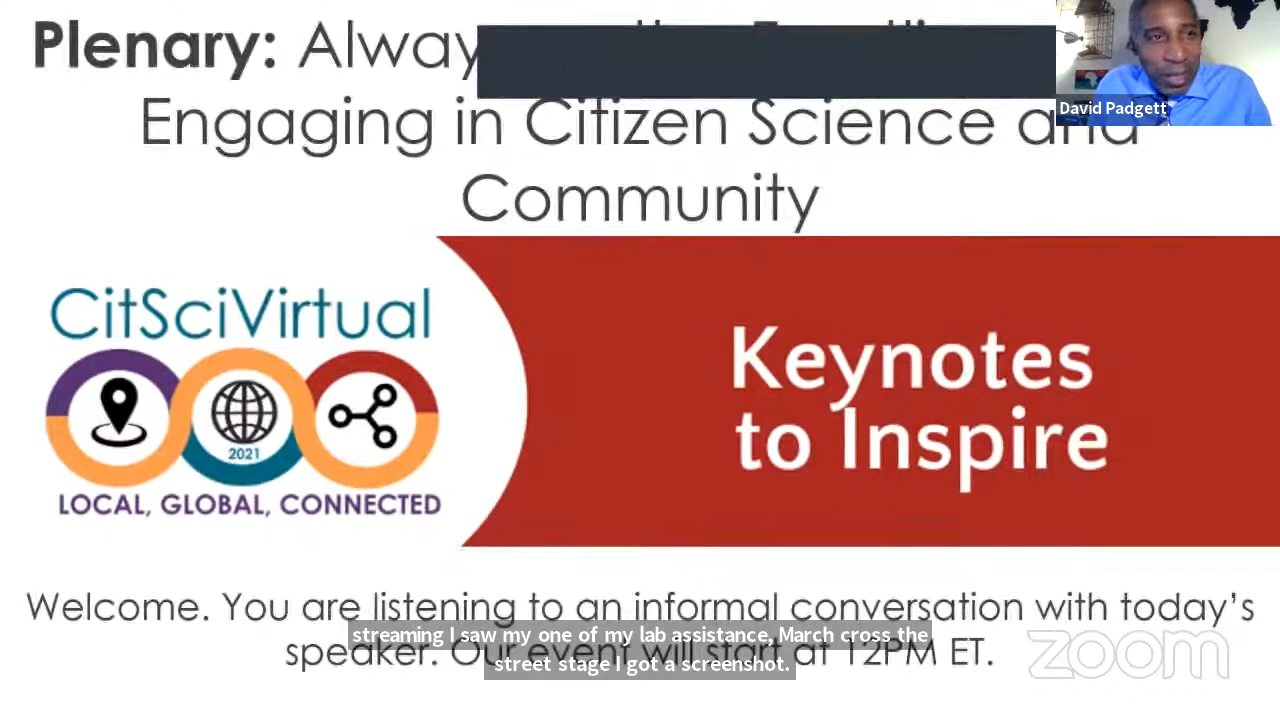 Plenary: Alway
David Padgett
Engaging in Citizen Science and
Community
CitSciVirtual
2021
LOCAL, GLOBAL, CONNECTED
Keynotes
to Inspire
Welcome. You are listening to an informal conversation with today's
speaker. Our event will start at 12PM ET.
streaming I saw my one of my lab assistance, March cross the
street stage I got a screenshot.
zoom